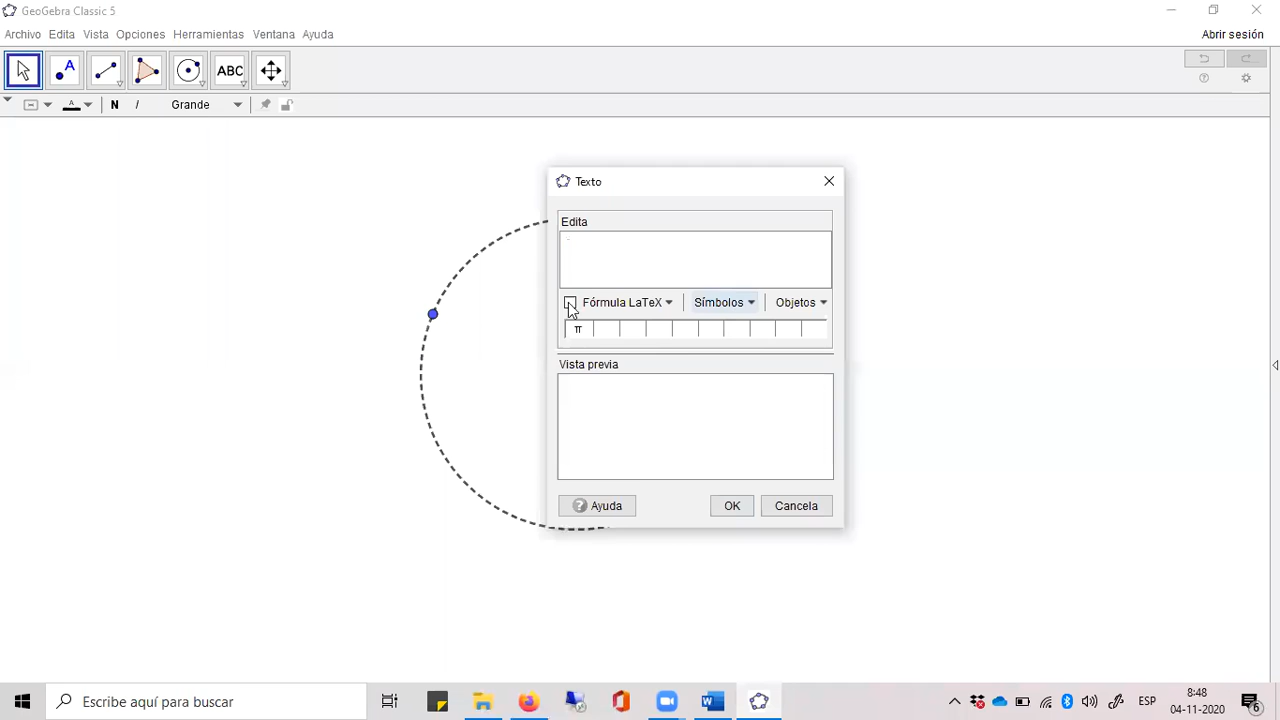 GeoGebra Classic 5
Archivo Edita Vista Opciones Herramientas Ventana Ayuda
Abrir sesión
A
ABC
A N I Grande
Texto
Edita
Fórmula LaTeX Símbolos Objetos
π
Vista previa
? Ayuda OK Cancela
Escribe aquí para buscar
ESP
8:48
04-11-2020
6